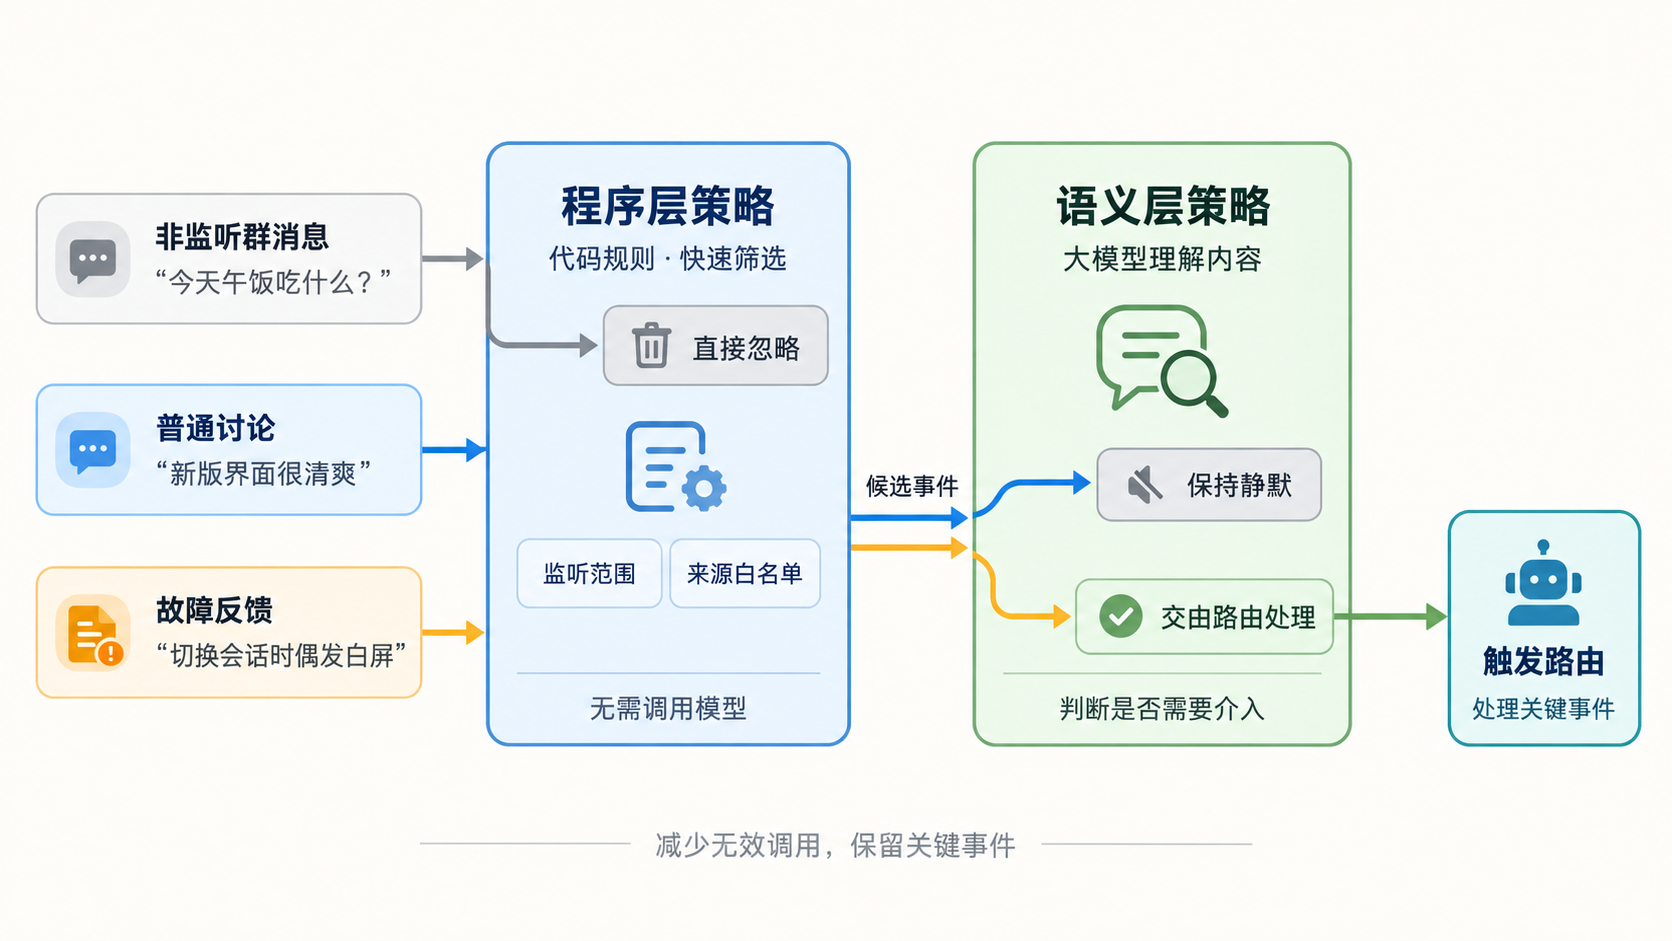 非监听群消息
“今天午饭吃什么？”
普通讨论
“新版界面很清爽”
故障反馈
“切换会话时偶发白屏”
程序层策略
代码规则 · 快速筛选
直接忽略
监听范围
来源白名单
无需调用模型
候选事件
语义层策略
大模型理解内容
保持静默
交由路由处理
判断是否需要介入
触发路由
处理关键事件
减少无效调用，保留关键事件